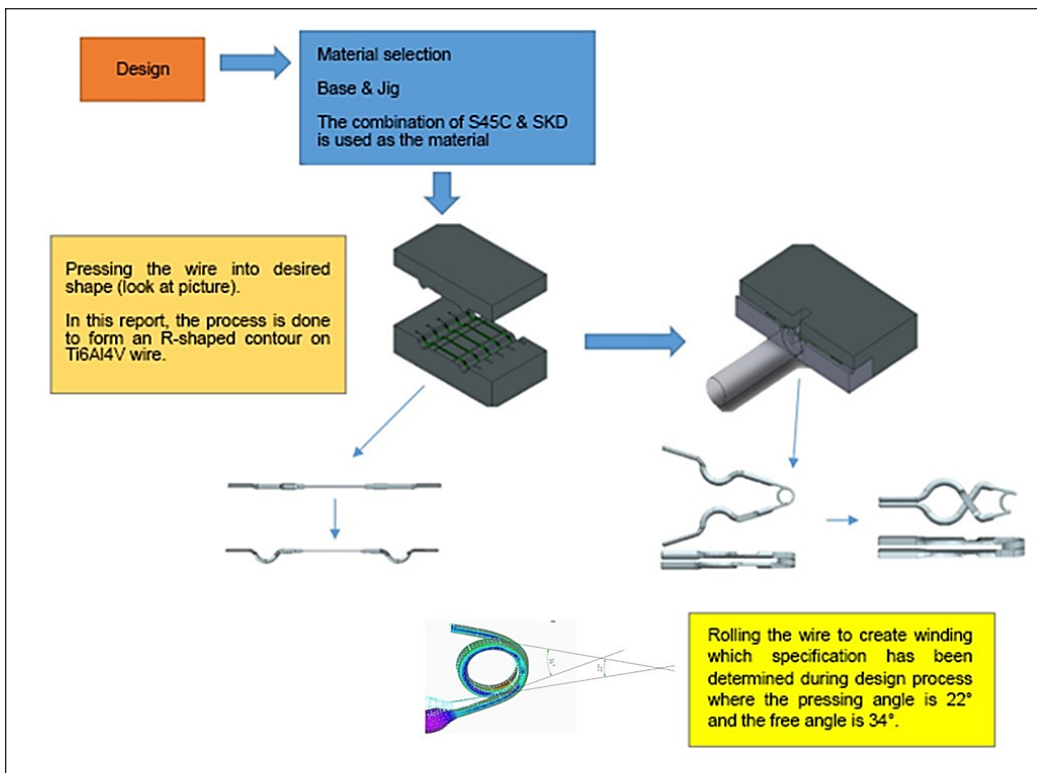 Design
Material selection
Base & Jig
The combination of S45C & SKD
is used as the material
Pressing the wire into desired
shape (look at picture).
In this report, the process is done
to form an R-shaped contour on
Ti6Al4V wire.
22°
Rolling the wire to create winding
which specification has been
determined during design process
where the pressing angle is 22°
and the free angle is 34°.